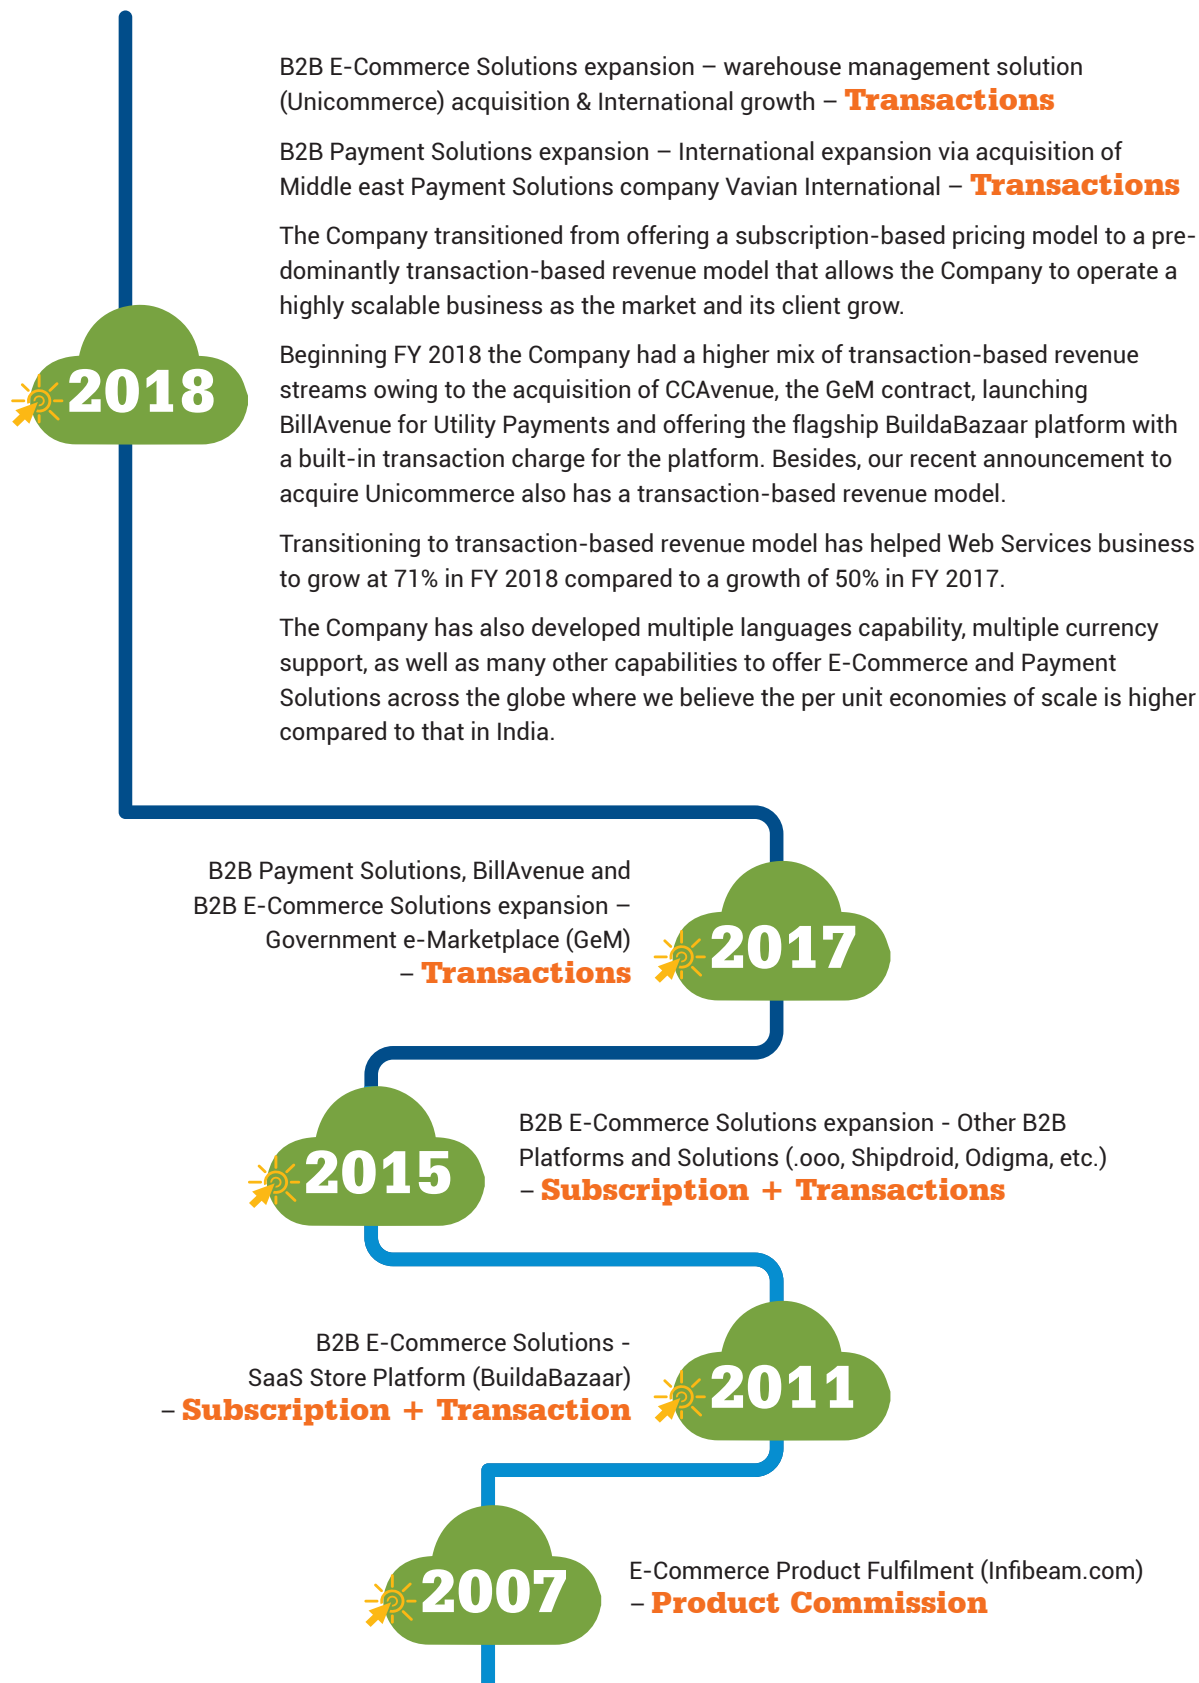 B2B E-Commerce Solutions expansion – warehouse management solution
(Unicommerce) acquisition & International growth – Transactions
B2B Payment Solutions expansion – International expansion via acquisition of
Middle east Payment Solutions company Vavian International – Transactions
The Company transitioned from offering a subscription-based pricing model to a pre-
dominantly transaction-based revenue model that allows the Company to operate a
highly scalable business as the market and its client grow.
2018
Beginning FY 2018 the Company had a higher mix of transaction-based revenue
streams owing to the acquisition of CCAvenue, the GeM contract, launching
BillAvenue for Utility Payments and offering the flagship BuildaBazaar platform with
a built-in transaction charge for the platform. Besides, our recent announcement to
acquire Unicommerce also has a transaction-based revenue model.
Transitioning to transaction-based revenue model has helped Web Services business
to grow at 71% in FY 2018 compared to a growth of 50% in FY 2017.
The Company has also developed multiple languages capability, multiple currency
support, as well as many other capabilities to offer E-Commerce and Payment
Solutions across the globe where we believe the per unit economies of scale is higher
compared to that in India.
B2B Payment Solutions, BillAvenue and
B2B E-Commerce Solutions expansion –
Government e-Marketplace (GeM)
– Transactions
2017
2015
B2B E-Commerce Solutions expansion - Other B2B
Platforms and Solutions (.ooo, Shipdroid, Odigma, etc.)
– Subscription + Transactions
B2B E-Commerce Solutions -
SaaS Store Platform (BuildaBazaar)
– Subscription + Transaction
2011
2007
E-Commerce Product Fulfilment (Infibeam.com)
– Product Commission